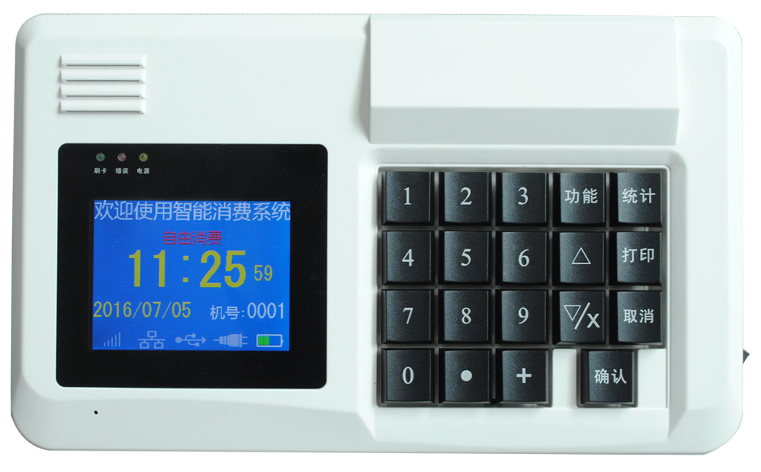 刷卡 错误 电源
欢迎使用智能消费系统
自由消费
11:25 59
2016/07/05 机号:0001
1 2 3 功能 统计
4 5 6 △ 打印
7 8 9 ▽/x 取消
0 • + 确认